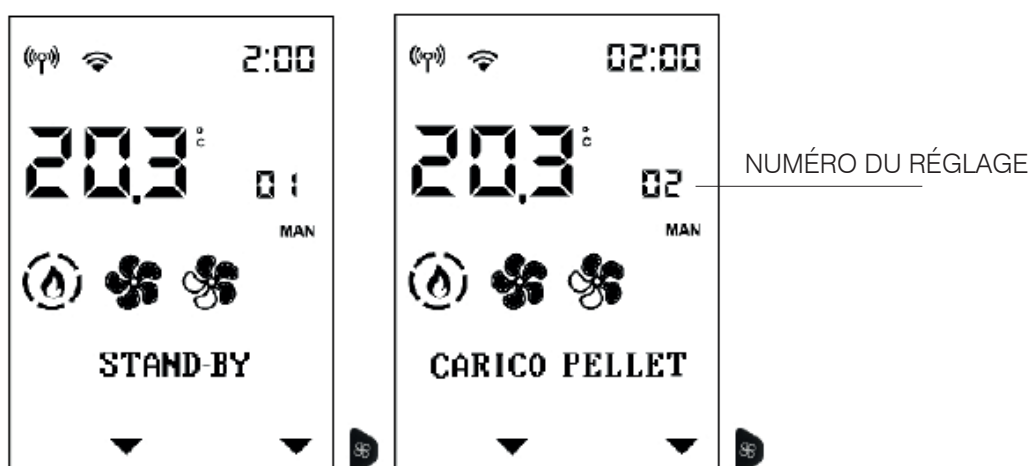 2:00
20,3 °C
01
MAN
STAND-BY
02:00
20,3 °C
02
MAN
CARICO PELLET
NUMÉRO DU RÉGLAGE